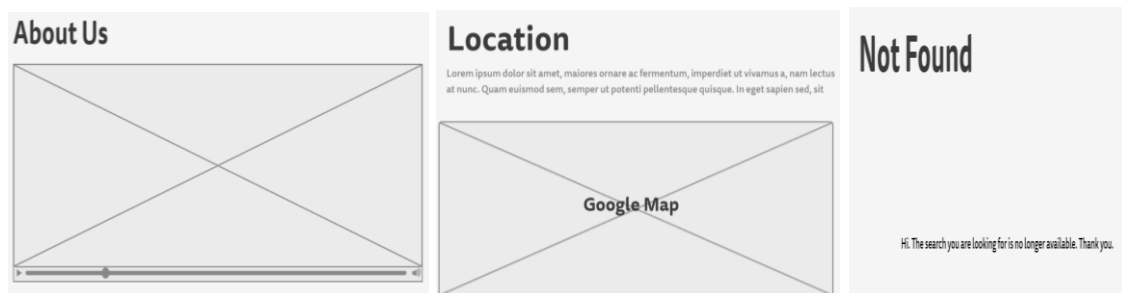 About Us
Location
Lorem ipsum dolor sit amet, maiores ornare ac fermentum, imperdiet ut vivamus a, nam lectus
at nunc. Quam euismod sem, semper ut potenti pellentesque quisque. In eget sapien sed, sit
Google Map
Not Found
Hi. The search you are looking for is no longer available. Thank you.